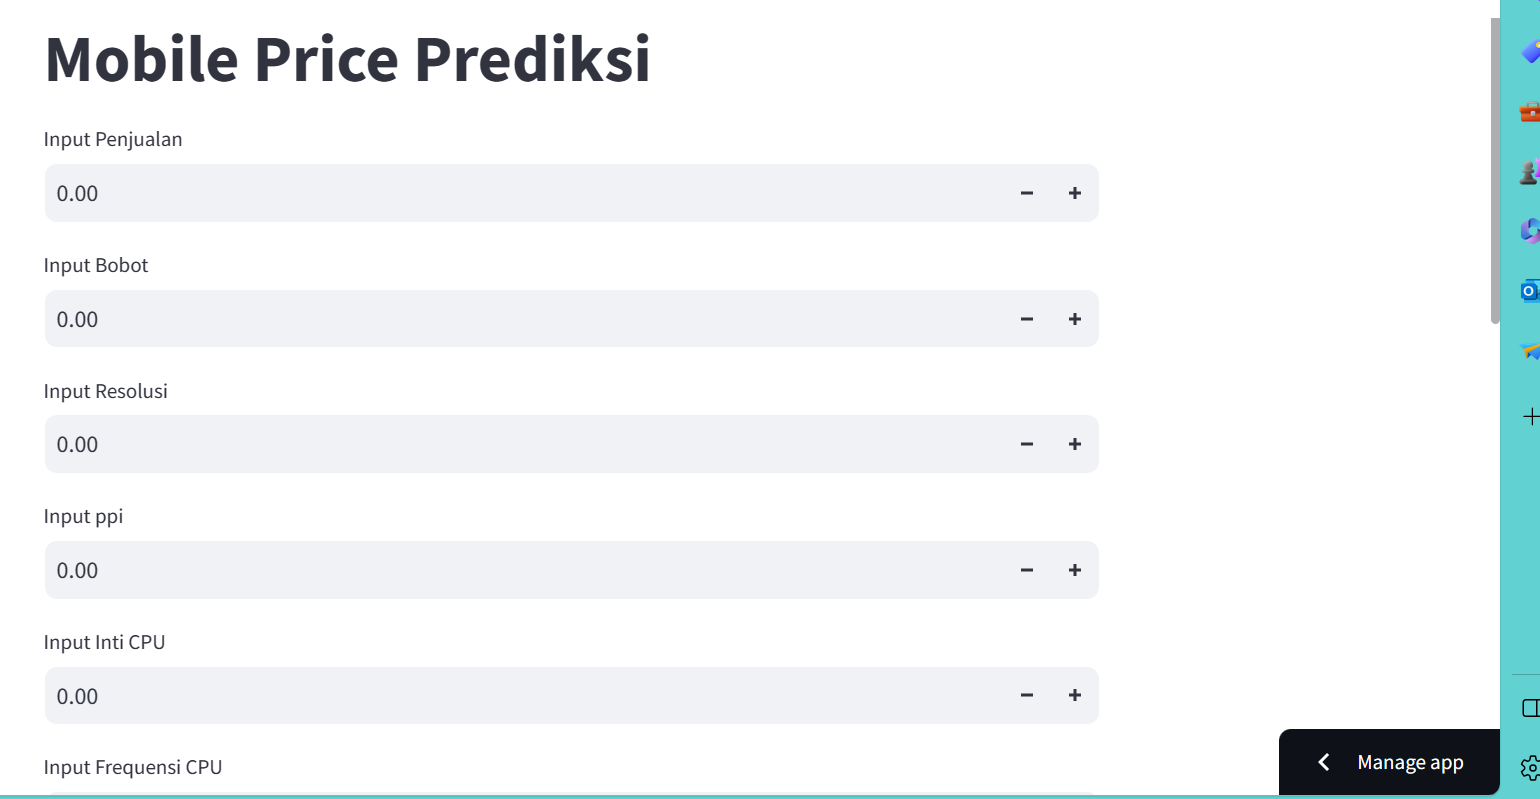 Mobile Price Prediksi
Input Penjualan
0.00
Input Bobot
0.00
Input Resolusi
0.00
Input ppi
0.00
Input Inti CPU
0.00
Input Frequensi CPU
Manage app